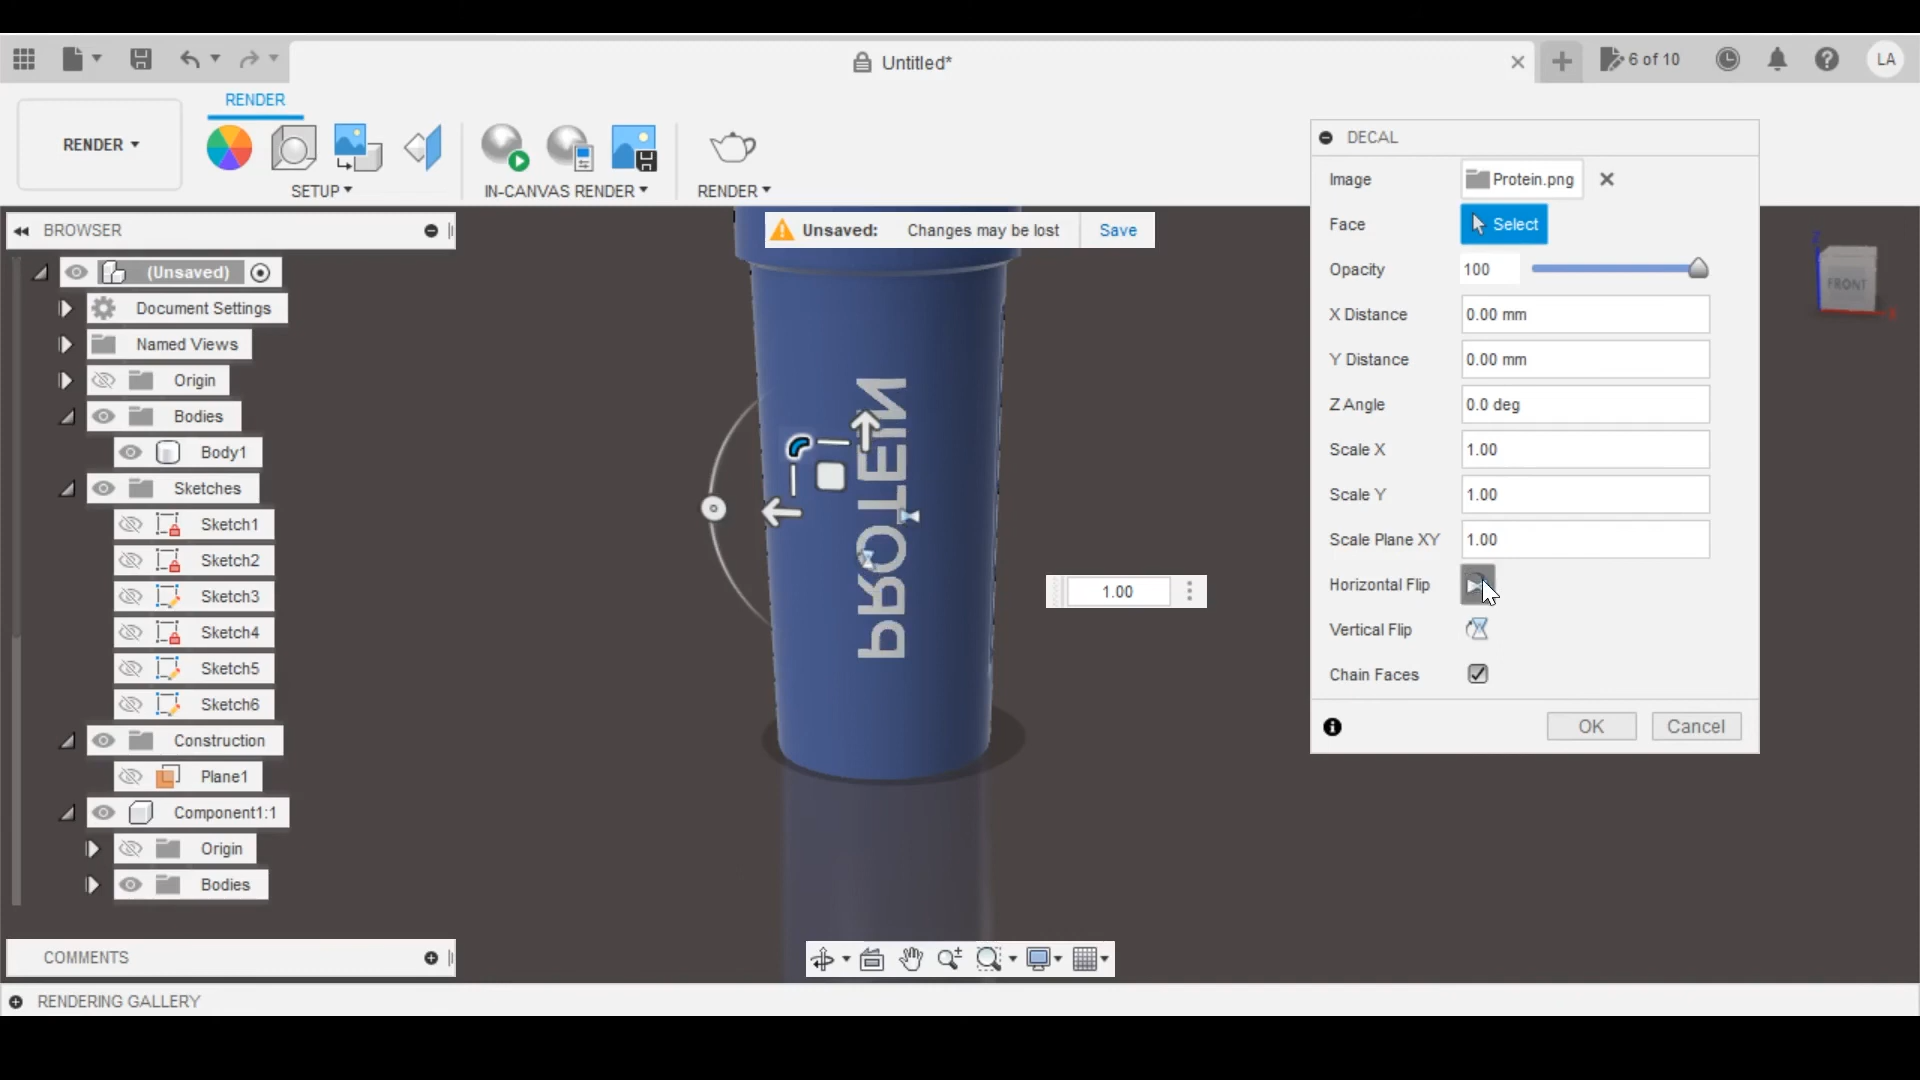 Untitled*
6 of 10
LA
RENDER
RENDER
SETUP
IN-CANVAS RENDER
RENDER
BROWSER
(Unsaved)
Document Settings
Named Views
Origin
Bodies
Body1
Sketches
Sketch1
Sketch2
Sketch3
Sketch4
Sketch5
Sketch6
Construction
Plane1
Component1:1
Origin
Bodies
COMMENTS
RENDERING GALLERY
Unsaved: Changes may be lost Save
PROTEIN
1.00
DECAL
Image Protein.png
Face Select
Opacity 100
X Distance 0.00 mm
Y Distance 0.00 mm
Z Angle 0.0 deg
Scale X 1.00
Scale Y 1.00
Scale Plane XY 1.00
Horizontal Flip
Vertical Flip
Chain Faces
OK Cancel
FRONT
Z
X